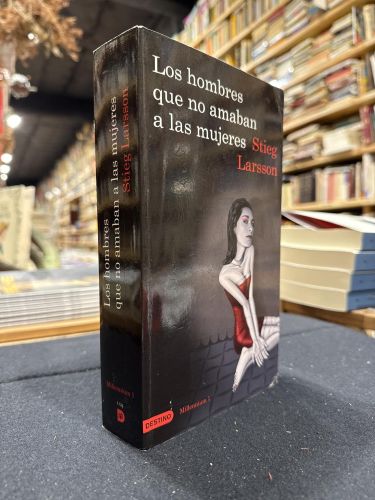 Los hombres
que no amaban
a las mujeres Stieg
Larsson
DESTINO
Millennium 1
Los hombres
que no amaban a las mujeres
Stieg Larsson
Millennium 1